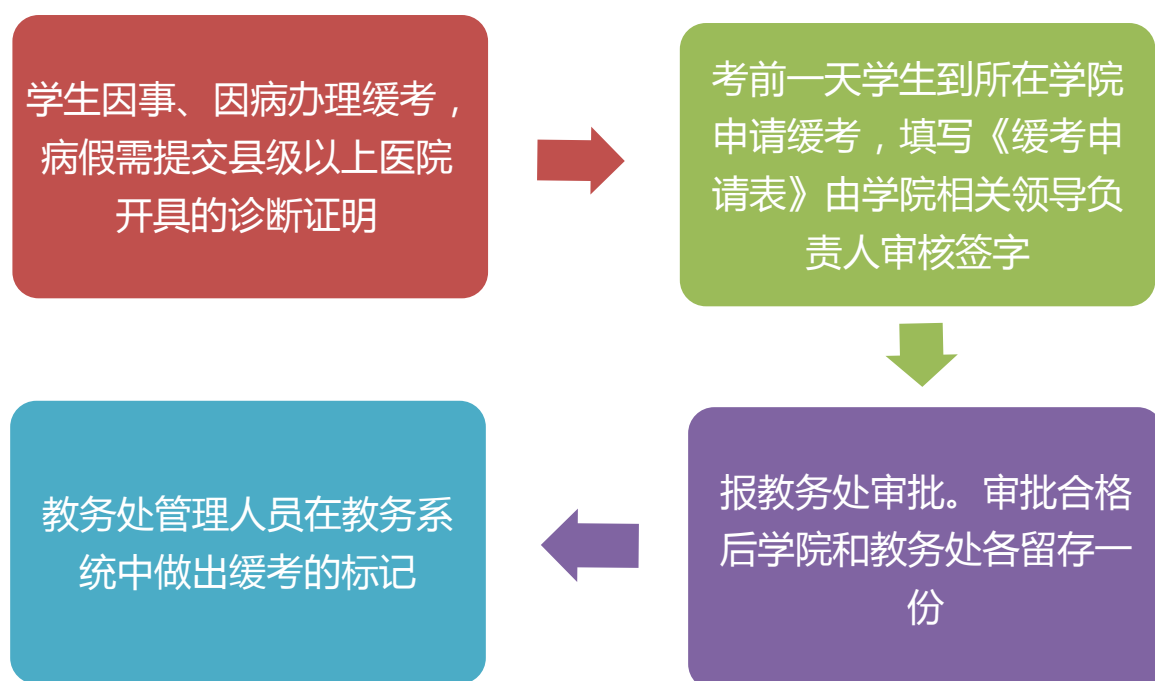 学生因事、因病办理缓考，
病假需提交县级以上医院
开具的诊断证明
考前一天学生到所在学院
申请缓考，填写《缓考申
请表》由学院相关领导负
责人审核签字
报教务处审批。审批合格
后学院和教务处各留存一
份
教务处管理人员在教务系
统中做出缓考的标记